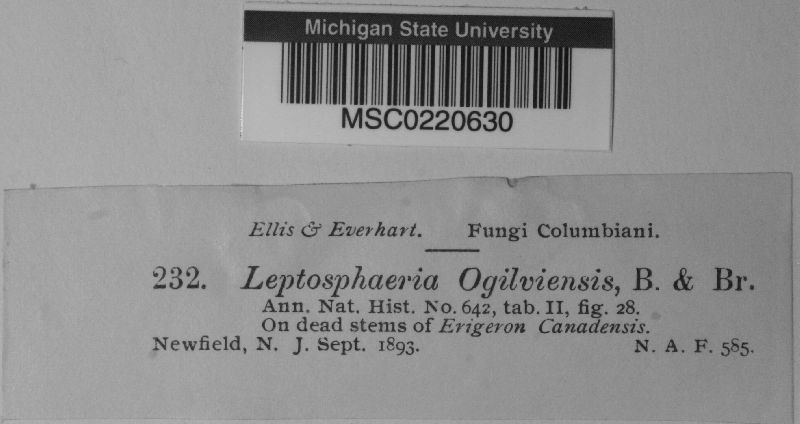 Michigan State University
MSC0220630
Ellis & Everhart. Fungi Columbiani.
232. Leptosphaeria Ogilviensis, B. & Br.
Ann. Nat. Hist. No. 642, tab. II, fig. 28.
On dead stems of Erigeron Canadensis.
Newfield, N. J. Sept. 1893. N. A. F. 585.